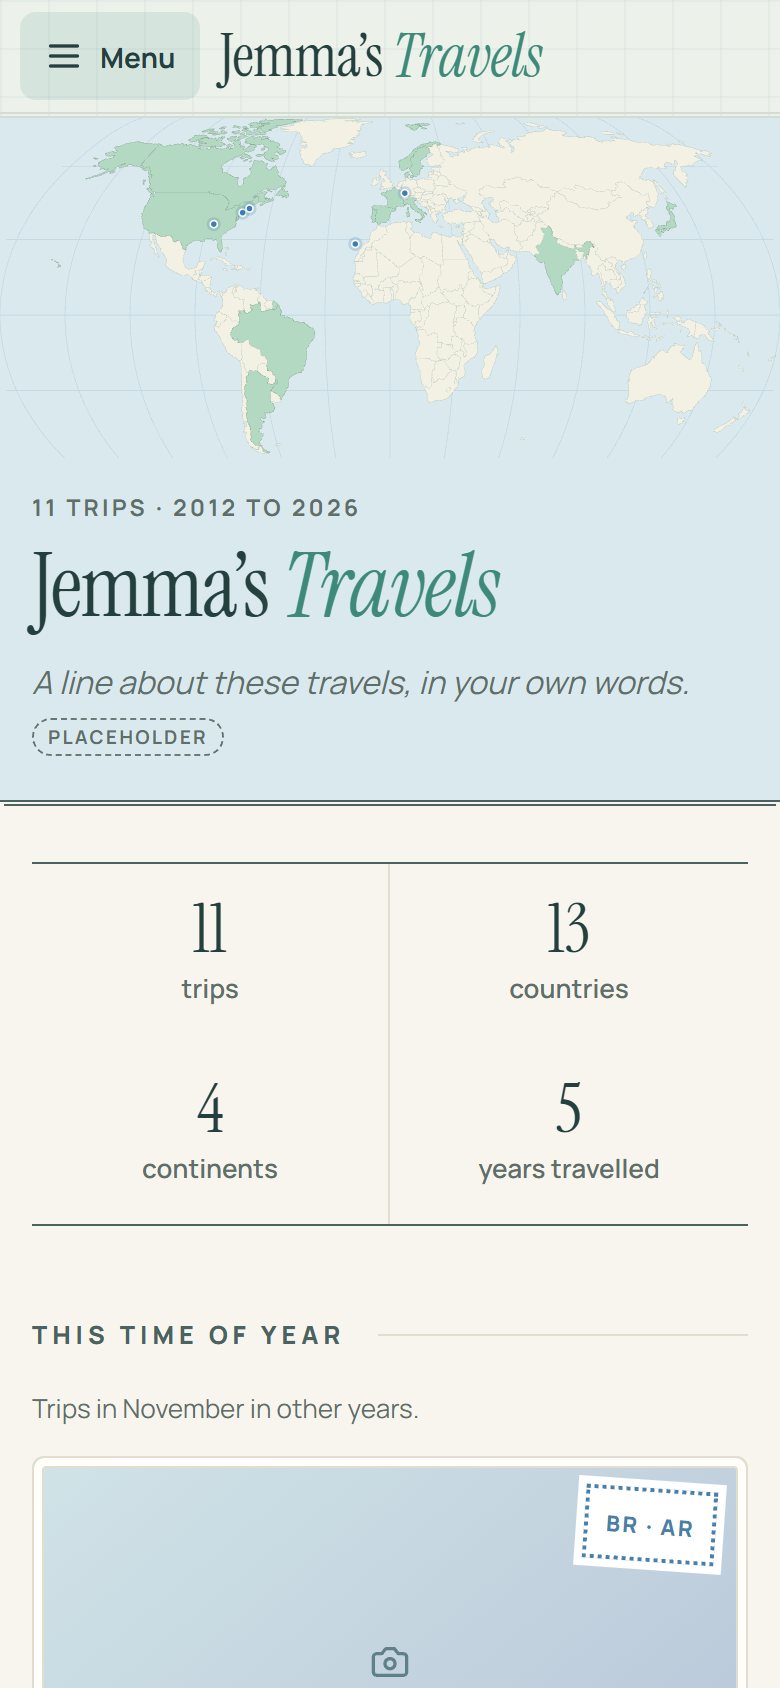 Menu
Jemma’s Travels
11 TRIPS · 2012 TO 2026
Jemma’s Travels
A line about these travels, in your own words.
PLACEHOLDER
11
trips
13
countries
4
continents
5
years travelled
THIS TIME OF YEAR
Trips in November in other years.
BR · AR